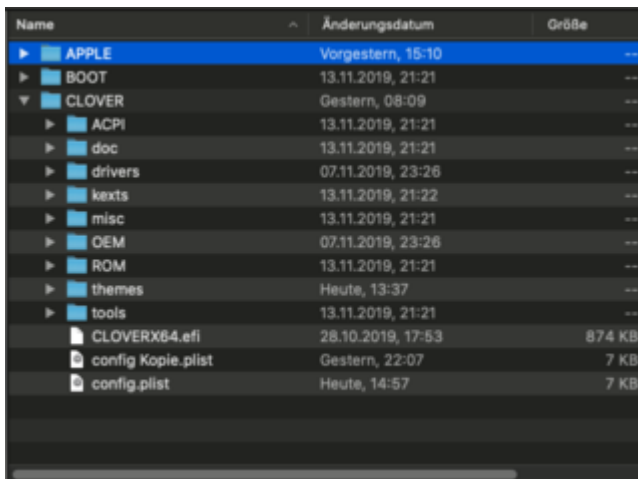 Name Änderungsdatum Größe
APPLE Vorgestern, 15:10 --
BOOT 13.11.2019, 21:21 --
CLOVER Gestern, 08:09 --
ACPI 13.11.2019, 21:21 --
doc 13.11.2019, 21:21 --
drivers 07.11.2019, 23:26 --
kexts 13.11.2019, 21:22 --
misc 13.11.2019, 21:21 --
OEM 07.11.2019, 23:26 --
ROM 13.11.2019, 21:21 --
themes Heute, 13:37 --
tools 13.11.2019, 21:21 --
CLOVERX64.efi 28.10.2019, 17:53 874 KB
config Kopie.plist Gestern, 22:07 7 KB
config.plist Heute, 14:57 7 KB